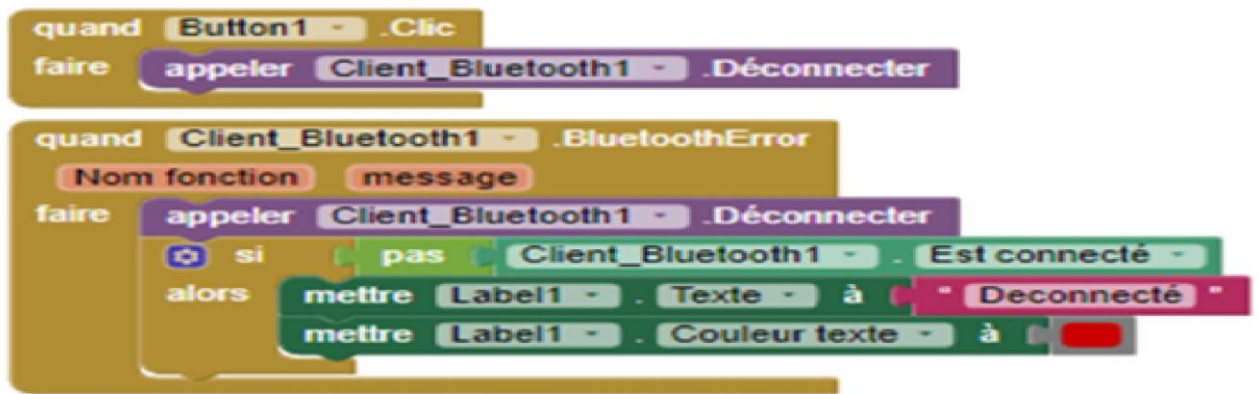 quand Button1 .Clic
faire appeler Client_Bluetooth1 .Déconnecter
quand Client_Bluetooth1 .BluetoothError
Nom fonction message
faire appeler Client_Bluetooth1 .Déconnecter
si pas Client_Bluetooth1 . Est connecté
alors mettre Label1 . Texte à " Deconnecté "
mettre Label1 . Couleur texte à